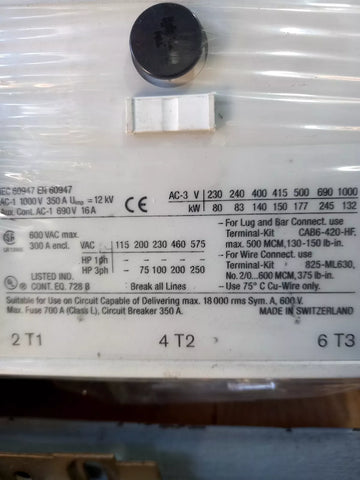 IEC 60947 EN 60947
AC-1 1000 V 350 A Uimp = 12 kV
Aux. Cont. AC-1 690 V 16 A
CE
AC-3 V 230 240 400 415 500 690 1000
kW 80 83 140 150 177 245 132
600 VAC max.
300 A encl.
VAC 115 200 230 460 575
HP 1ph
HP 3ph – 75 100 200 250
LISTED IND.
CONT. EQ. 728 B
Break all Lines
–For Lug and Bar Connect. use
Terminal-Kit CAB6-420-HF,
max. 500 MCM, 130-150 lb-in.
–For Wire Connect. use
Terminal-Kit 825-ML630,
No. 2/0...600 MCM, 375 lb-in.
–Use 75° C Cu-Wire only.
Suitable for Use on Circuit Capable of Delivering max. 18 000 rms Sym. A, 600 V.
Max. Fuse 700 A (Class L), Circuit Breaker 350 A.
MADE IN SWITZERLAND
2 T1 4 T2 6 T3